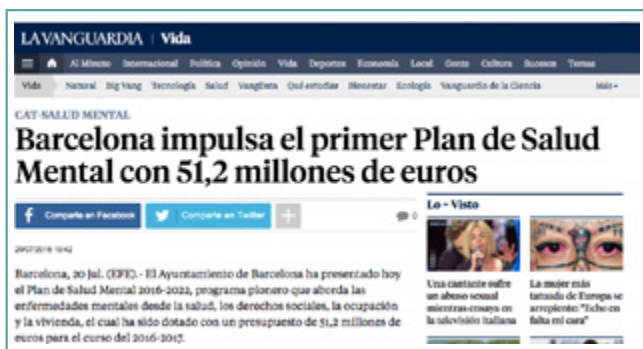 LA VANGUARDIA | Vida
Al Minuto Internacional Política Opinión Vida Deportes Economía Local Gente Cultura Sucesos Temas
Vida Natural Big Vang Tecnología Salud Vangdata Qué estudiar Bienestar Ecología Vanguardia de la Ciencia Más
CAT-SALUD MENTAL
Barcelona impulsa el primer Plan de Salud
Mental con 51,2 millones de euros
Comparte en Facebook
Comparte en Twitter
+
0
20/07/2016
Barcelona, 20 jul. (EFE).- El Ayuntamiento de Barcelona ha presentado hoy
el Plan de Salud Mental 2016-2022, programa pionero que aborda las
enfermedades mentales desde la salud, los derechos sociales, la ocupación
y la vivienda, el cual ha sido dotado con un presupuesto de 51,2 millones de
euros para el curso del 2016-2017.
Lo + Visto
Una cantante sufre
un abuso sexual
mientras ensaya en
la televisión italiana
La mujer más
tatuada de Europa se
arrepiente: "Echo en
falta mi cara"